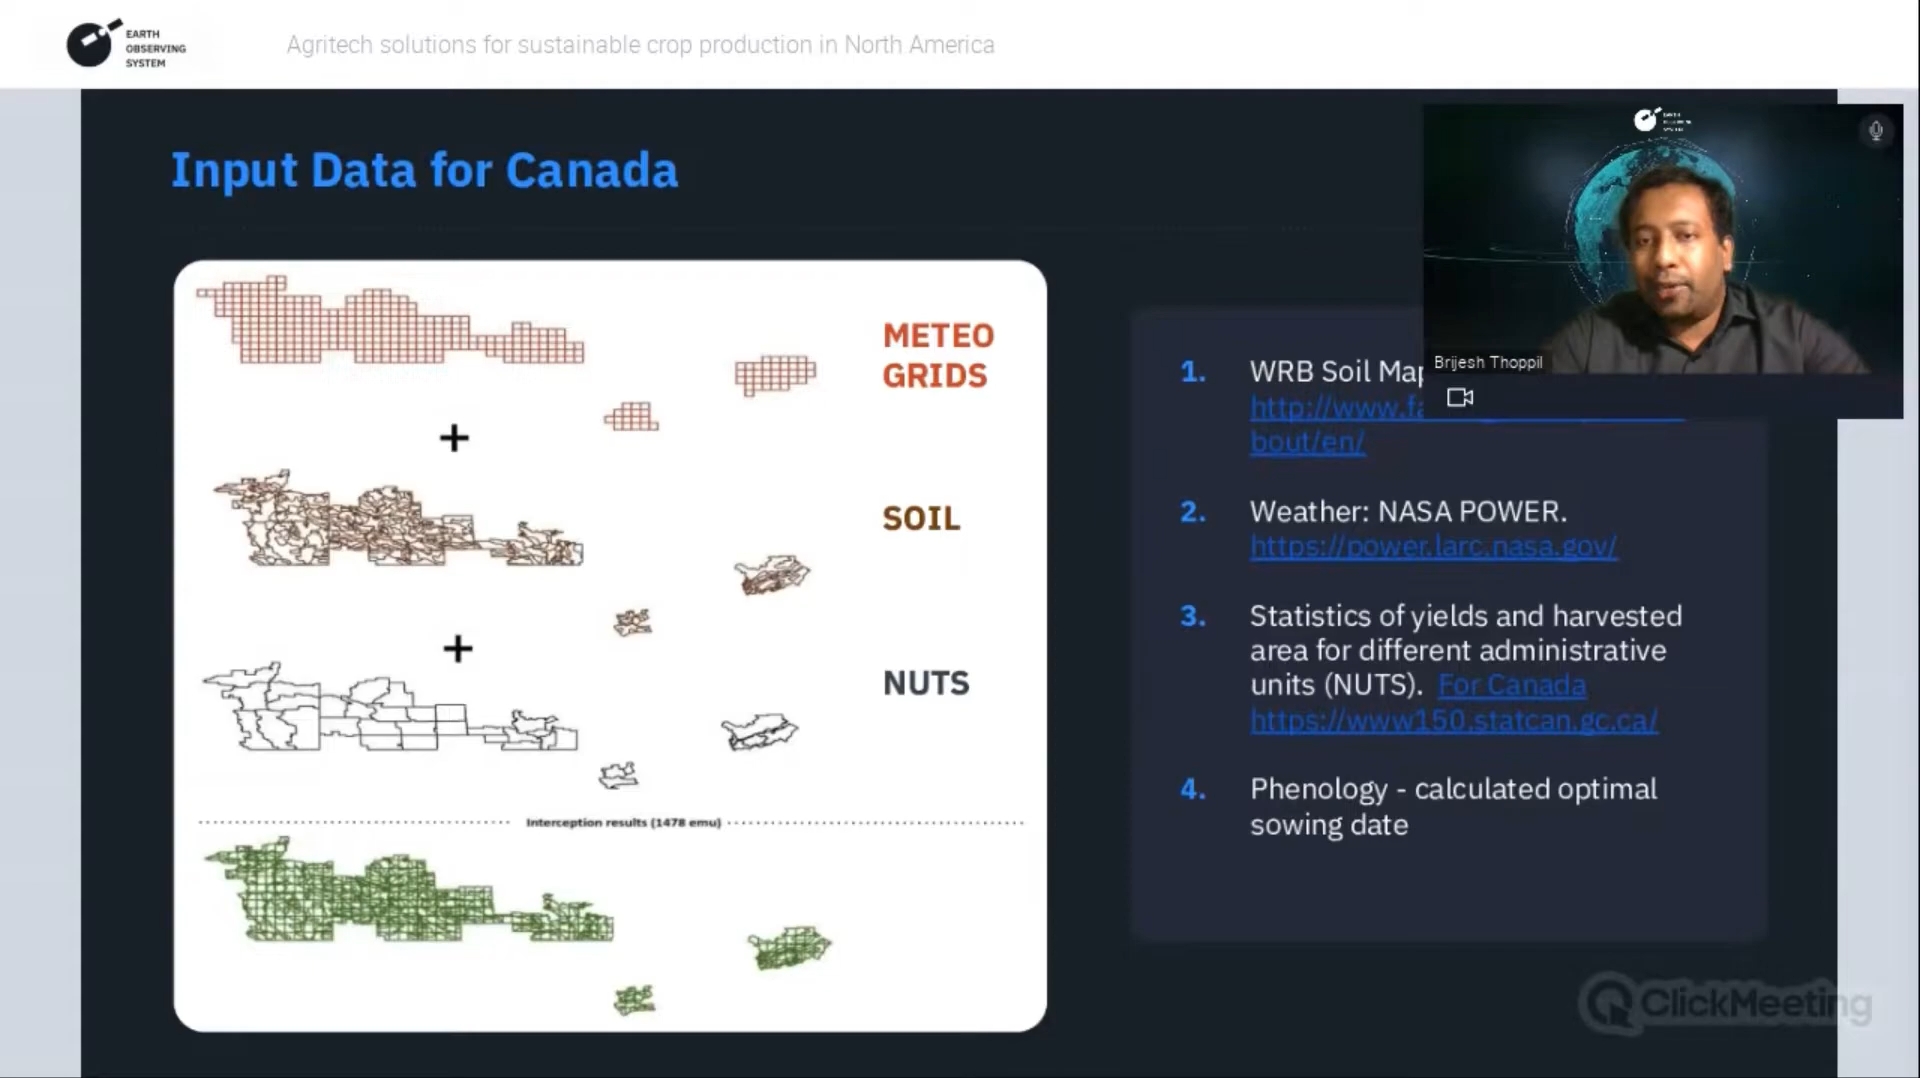 EARTH
OBSERVING
SYSTEM
Agritech solutions for sustainable crop production in North America
Input Data for Canada
METEO
GRIDS
+
SOIL
+
NUTS
Interception results (1478 emu)
1. WRB Soil Map
http://www.fa
bout/en/
2. Weather: NASA POWER.
https://power.larc.nasa.gov/
3. Statistics of yields and harvested
area for different administrative
units (NUTS). For Canada
https://www150.statcan.gc.ca/
4. Phenology - calculated optimal
sowing date
EARTH
OBSERVING
SYSTEM
Brijesh Thoppil
ClickMeeting